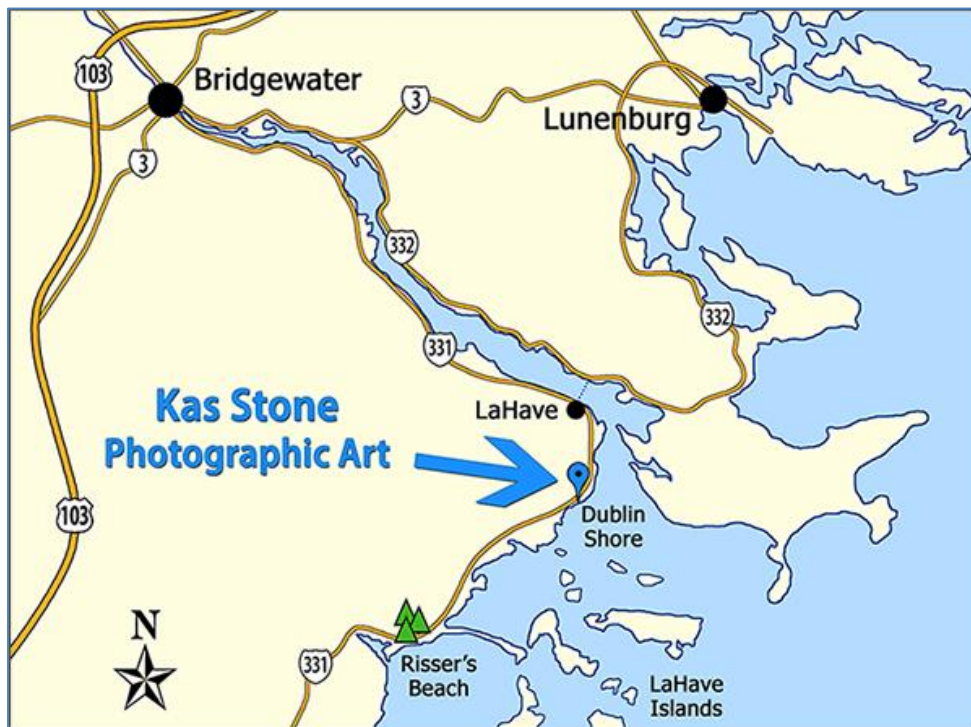 103
Bridgewater
3
Lunenburg
3
332
332
331
Kas Stone
Photographic Art
LaHave
103
Dublin
Shore
N
331
Risser's
Beach
LaHave
Islands